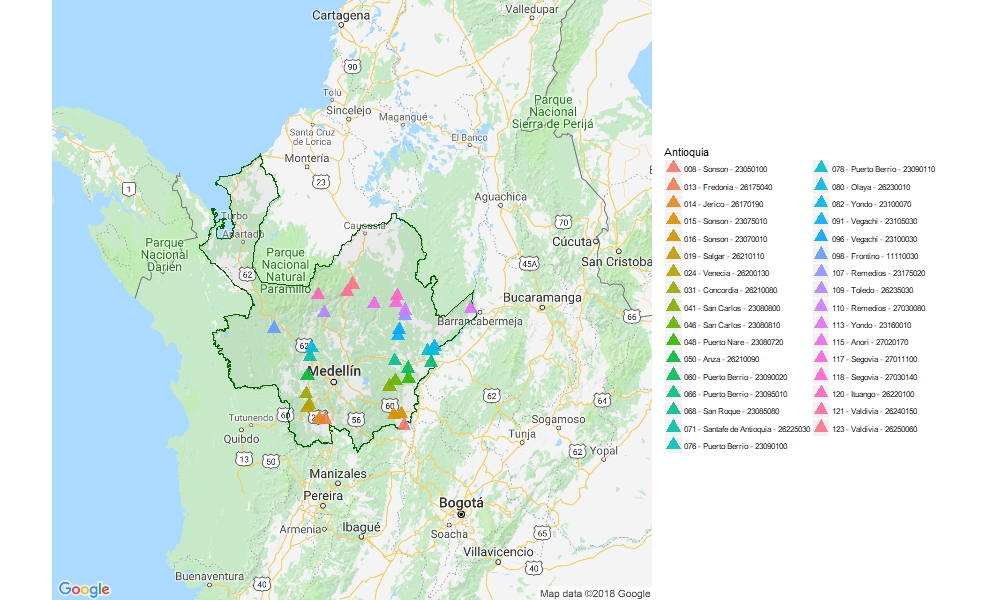 Cartagena
Valledupar
90
Tolu
Sincelejo
Magangue
Parque
Nacional
Sierra de Perijá
Santa Cruz
de Lorica
El Banco
Montería
1
23
Aguachica
Turbo
Apartado
Caucasia
70
Cúcuta
San Cristoba
Parque
Nacional
Darién
Parque
Nacional
Natural
Paramillo
62
45A
Bucaramanga
Barrancabermeja
66
62
Medellín
62
64
Tutunendo
60
60
56
Sogamoso
Quibdo
Tunja
62
Yopal
13
50
Manizales
Pereira
Bogotá
Armenia
Ibagué
Soacha
65
Villavicencio
40
Buenaventura
40
Google
Map data ©2018 Google
Antioquia
008 - Sonson - 23050100
013 - Fredonia - 26175040
014 - Jerico - 26170190
015 - Sonson - 23075010
016 - Sonson - 23070010
019 - Salgar - 26210110
024 - Venecia - 26200130
031 - Concordia - 26210080
041 - San Carlos - 23080800
046 - San Carlos - 23080810
048 - Puerto Nare - 23080720
050 - Anza - 26210090
060 - Puerto Berrio - 23090020
066 - Puerto Berrio - 23095010
068 - San Roque - 23085080
071 - Santafe de Antioquia - 26225030
076 - Puerto Berrio - 23090100
078 - Puerto Berrio - 23090110
080 - Olaya - 26230010
082 - Yondo - 23100070
091 - Vegachi - 23105030
096 - Vegachi - 23100030
098 - Frontino - 11110030
107 - Remedios - 23175020
109 - Toledo - 26235030
110 - Remedios - 27030080
113 - Yondo - 23160010
115 - Anori - 27020170
117 - Segovia - 27011100
118 - Segovia - 27030140
120 - Ituango - 26220100
121 - Valdivia - 26240150
123 - Valdivia - 26250060